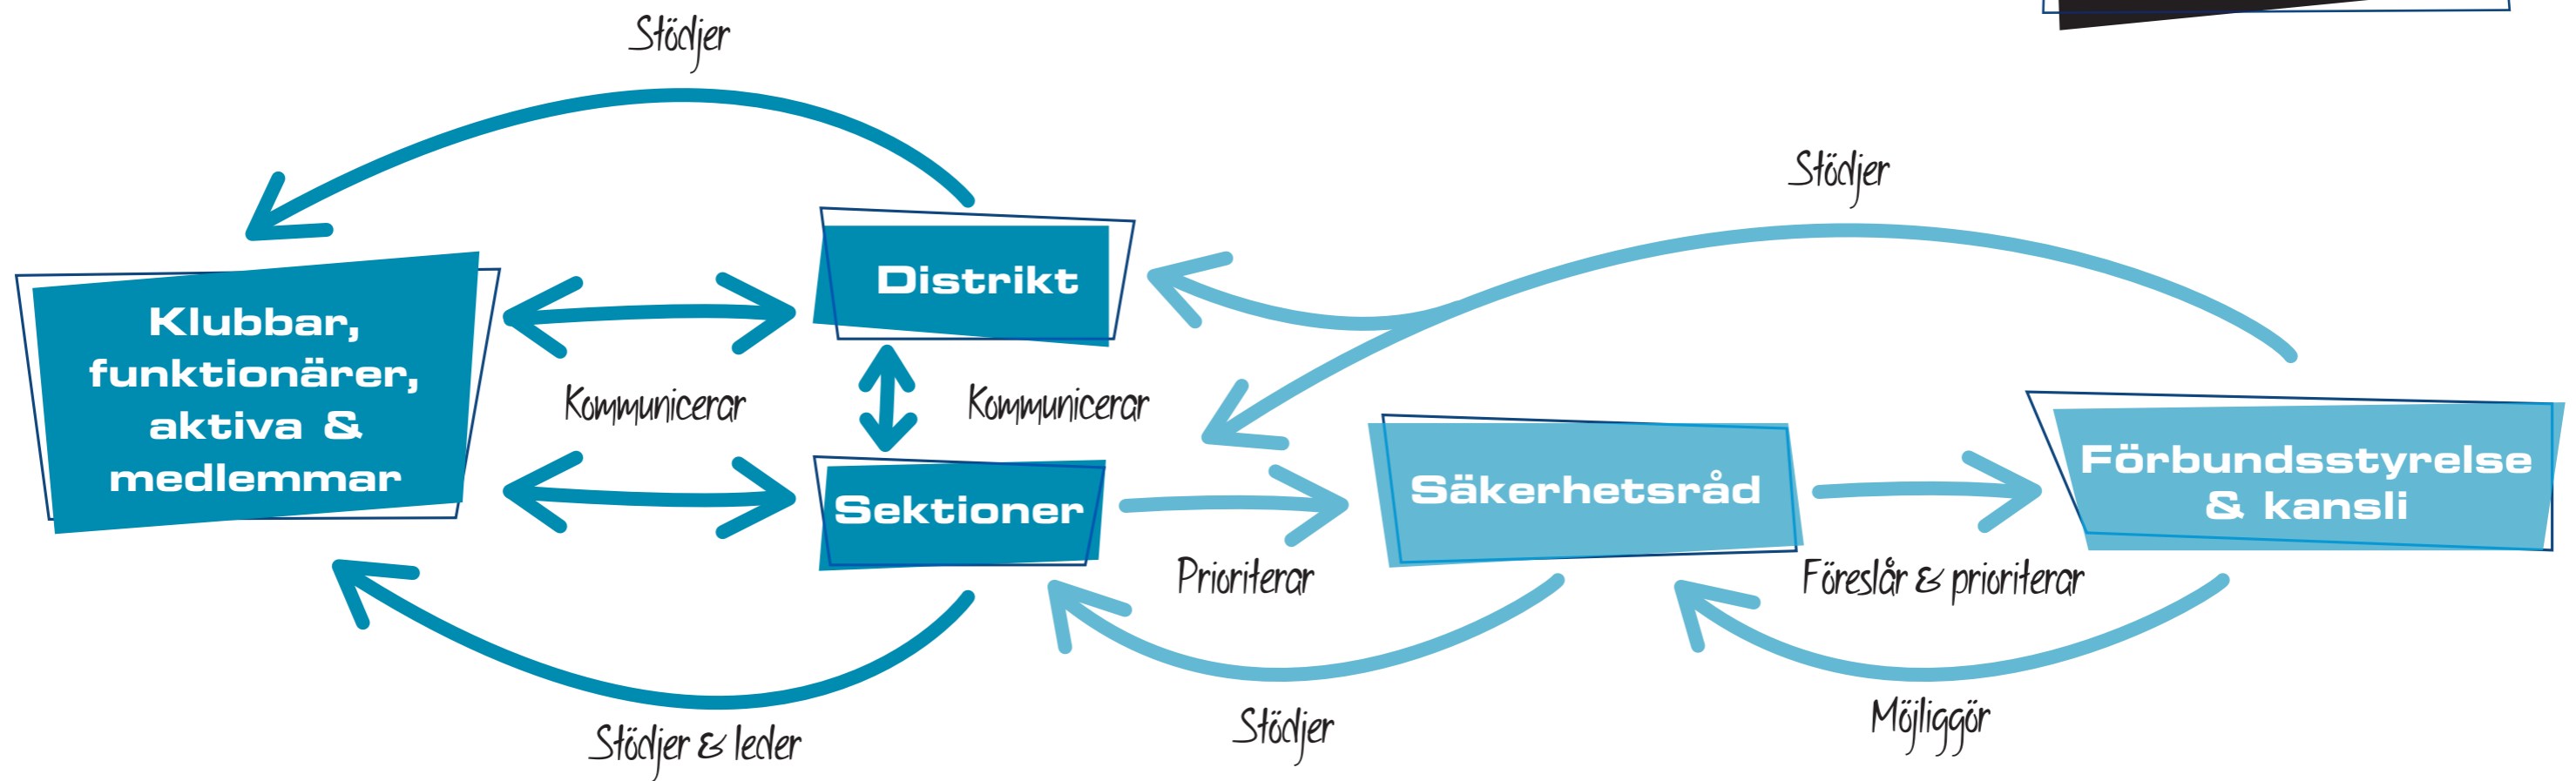 Stödjer
Stödjer
Klubbar,
funktionärer,
aktiva &
medlemmar
Distrikt
Kommunicerar
Kommunicerar
Sektioner
Prioriterar
Säkerhetsråd
Föreslår & prioriterar
Förbundsstyrelse
& kansli
Stödjer & leder
Stödjer
Möjliggör